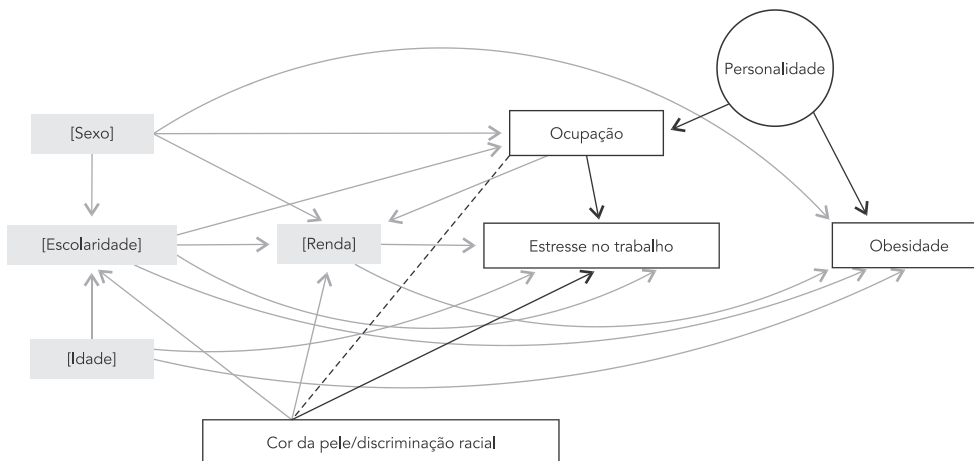 Personalidade
[Sexo]
Ocupação
[Escolaridade]
[Renda]
Estresse no trabalho
Obesidade
[Idade]
Cor da pele/discriminação racial